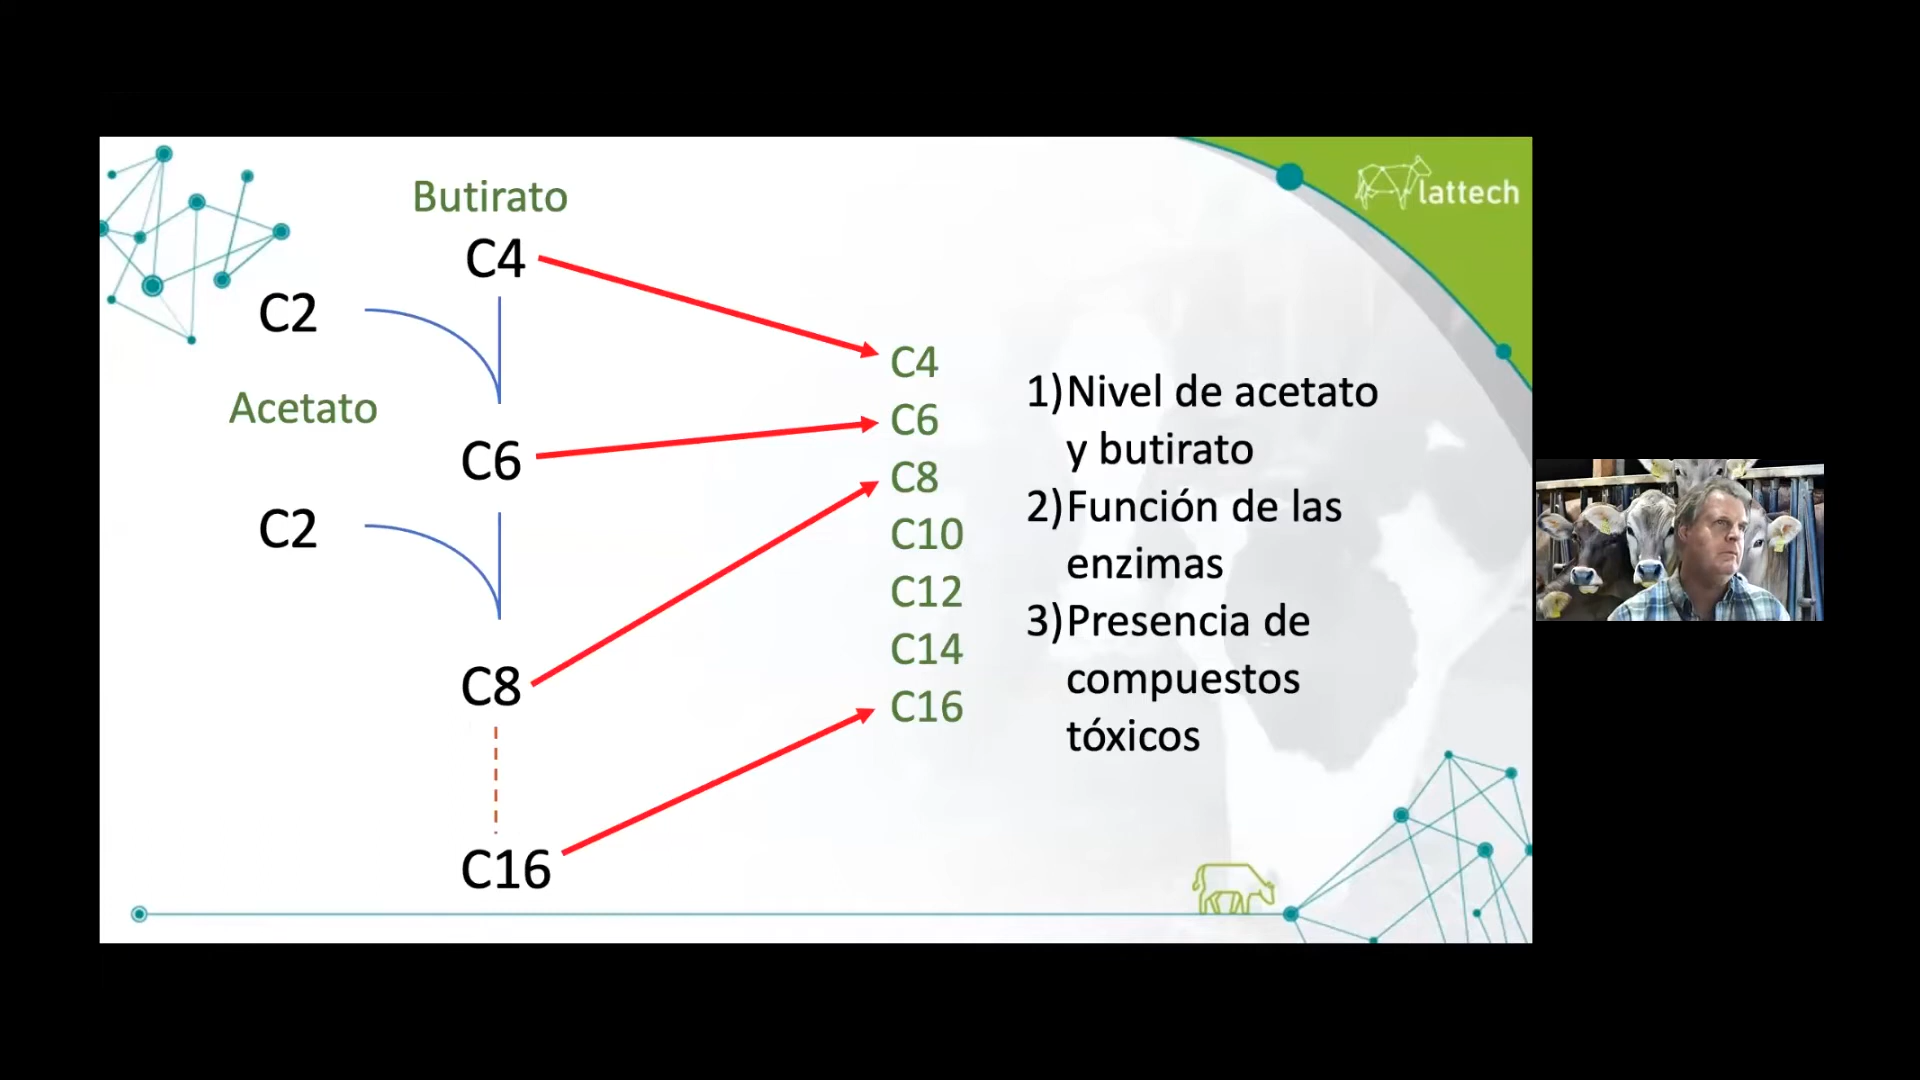 lattech
Butirato
C4
C2
Acetato
C6
C2
C8
C16
C4
C6
C8
C10
C12
C14
C16
1)Nivel de acetato
y butirato
2)Función de las
enzimas
3)Presencia de
compuestos
tóxicos